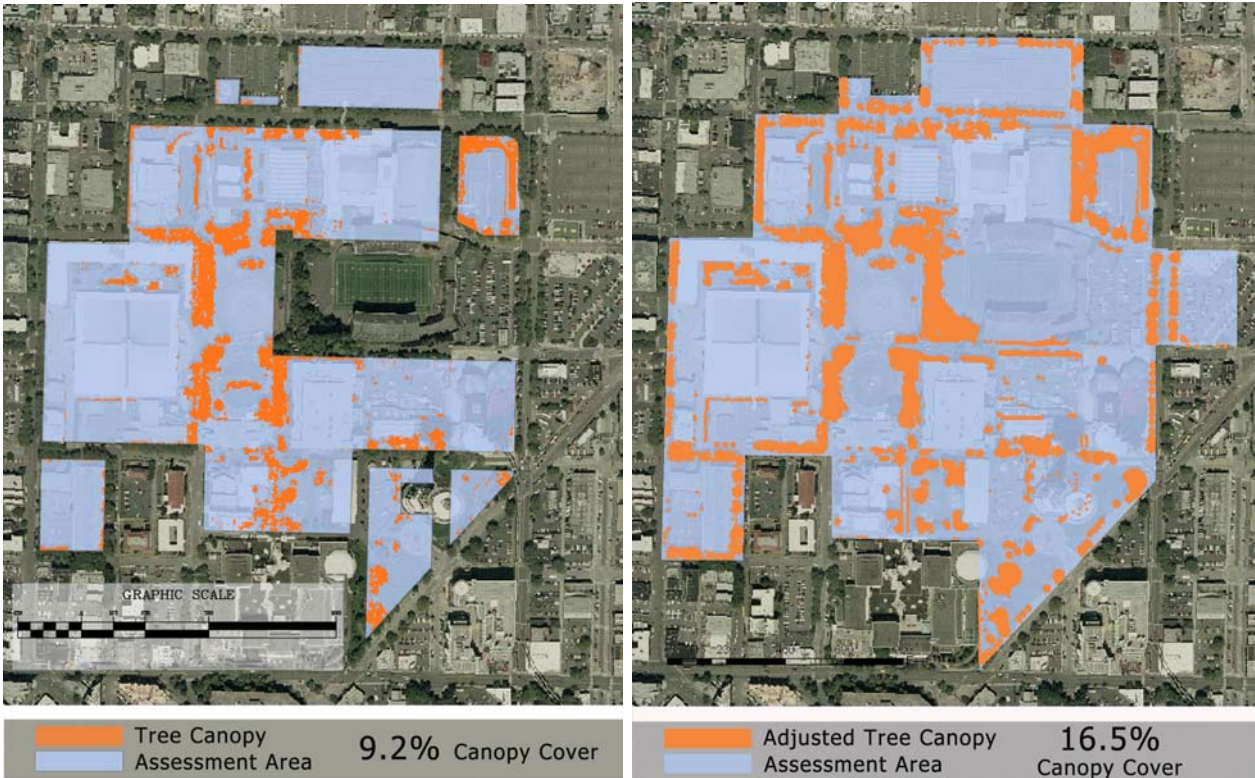 GRAPHIC SCALE
Tree Canopy
Assessment Area
9.2% Canopy Cover
Adjusted Tree Canopy
Assessment Area
16.5%
Canopy Cover